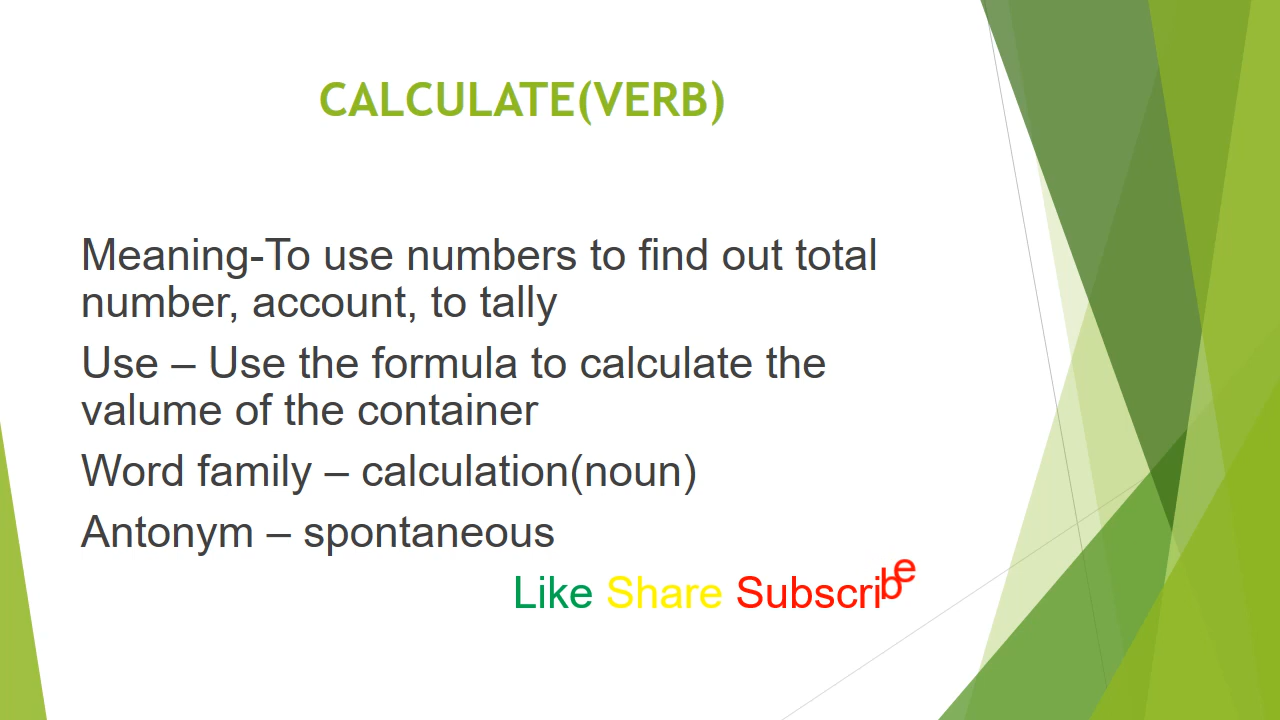 CALCULATE(VERB)
Meaning-To use numbers to find out total
number, account, to tally
Use – Use the formula to calculate the
valume of the container
Word family – calculation(noun)
Antonym – spontaneous
Like Share Subscribe